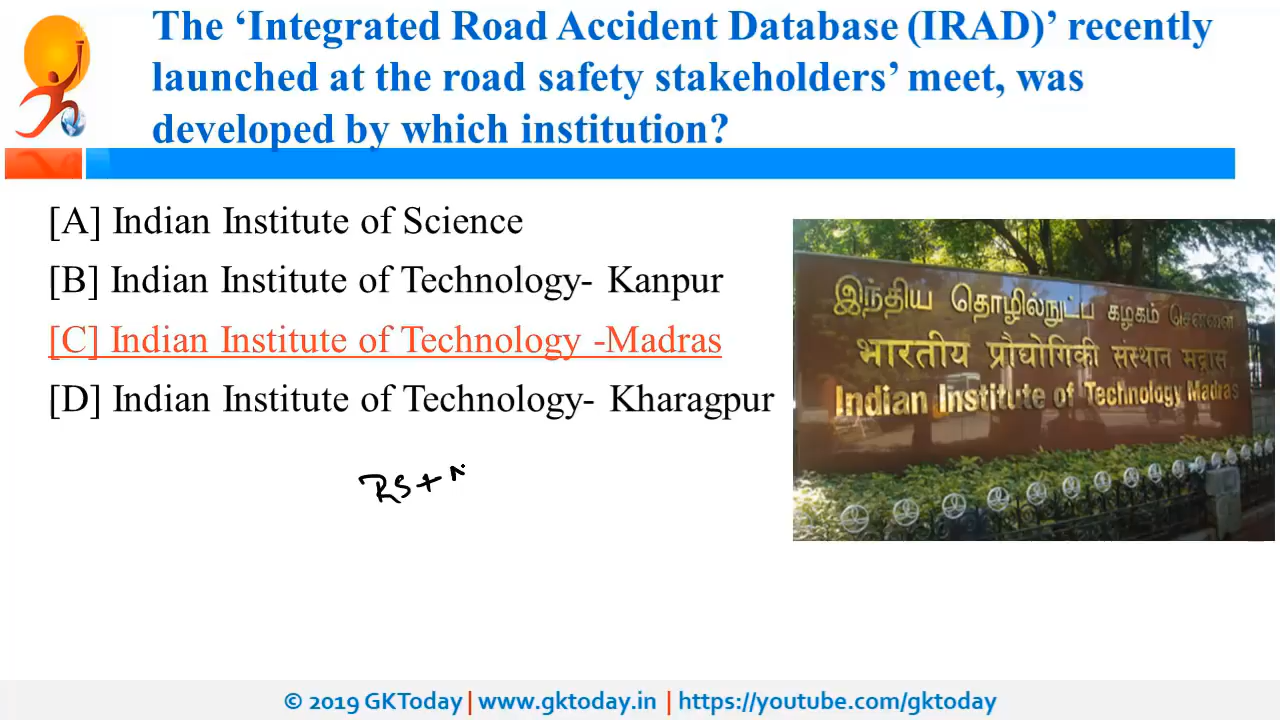 The ‘Integrated Road Accident Database (IRAD)’ recently
launched at the road safety stakeholders’ meet, was
developed by which institution?
[A] Indian Institute of Science
[B] Indian Institute of Technology- Kanpur
[C] Indian Institute of Technology -Madras
[D] Indian Institute of Technology- Kharagpur
இந்திய தொழில்நுட்ப கழகம் சென்னை
भारतीय प्रौद्योगिकी संस्थान मद्रास
Indian Institute of Technology Madras
RS+
© 2019 GKToday | www.gktoday.in | https://youtube.com/gktoday